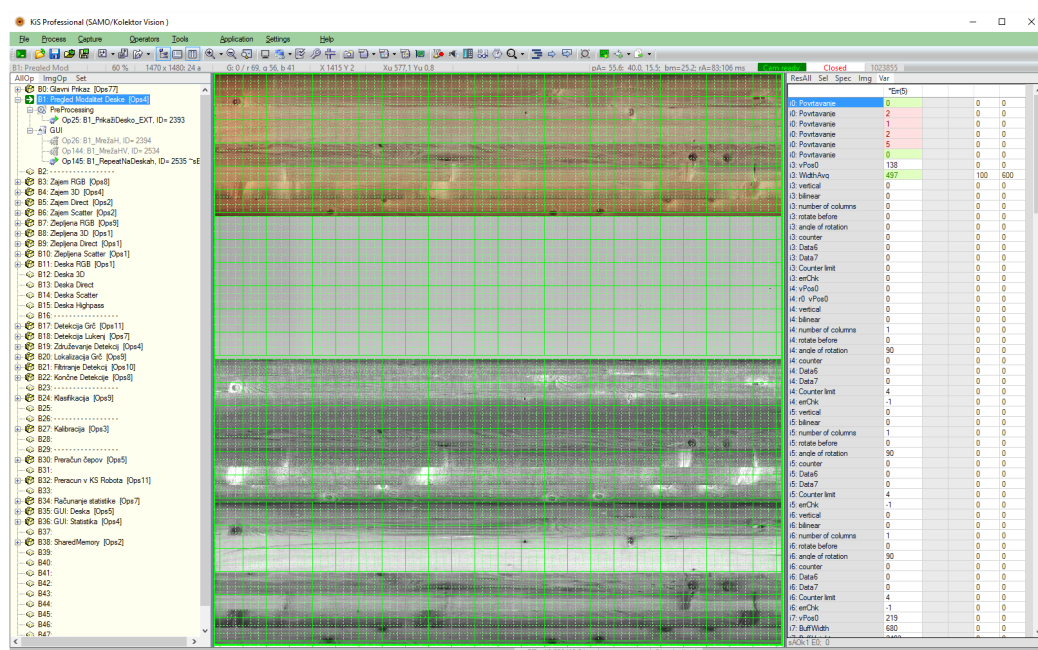 KiS Professional (SAMO/Kolektor Vision )
File Process Capture Operators Tools Application Settings Help
B1: Pregled Mod 60 % 1470 x 1480: 24 a G: 0 / r 69, g 56, b 41 X 1415 Y 2 Xu 577,1 Yu 0,8 pA= 55.6: 40.0, 15.5; brn=25.2; rA=83:106 ms Cam ready Closed 1023855
AllOp ImgOp Set
ResAll Sel Spec Img Var
B0: Glavni Prikaz [Ops77]
B1: Pregled Modalitet Deske [Ops4]
PreProcessing
Op25: B1_PrikažiDesko_EXT, ID= 2393
GUI
Op26: B1_MrežaH, ID= 2394
Op144: B1_MrežaHV, ID= 2534
Op145: B1_RepeatNaDeskah, ID= 2535 ~sE
B2: - - - - - - - - - - - - - - - - -
B3: Zajem RGB [Ops8]
B4: Zajem 3D [Ops4]
B5: Zajem Direct [Ops2]
B6: Zajem Scatter [Ops2]
B7: Zlepljena RGB [Ops9]
B8: Zlepljena 3D [Ops1]
B9: Zlepljena Direct [Ops1]
B10: Zlepljena Scatter [Ops1]
B11: Deska RGB [Ops1]
B12: Deska 3D
B13: Deska Direct
B14: Deska Scatter
B15: Deska Highpass
B16: - - - - - - - - - - - - - - - - -
B17: Detekcija Grč [Ops11]
B18: Detekcija Lukenj [Ops7]
B19: Združevanje Detekcij [Ops4]
B20: Lokalizacija Grč [Ops9]
B21: Filtriranje Detekcij [Ops10]
B22: Končne Detekcije [Ops8]
B23: - - - - - - - - - - - - - - - - -
B24: Klasifikacija [Ops9]
B25:
B26: - - - - - - - - - - - - - - - - -
B27: Kalibracija [Ops3]
B28:
B29: - - - - - - - - - - - - - - - - -
B30: Preračun čepov [Ops5]
B31:
B32: Preracun v KS Robota [Ops11]
B33:
B34: Računanje statistike [Ops7]
B35: GUI: Deska [Ops5]
B36: GUI: Statistika [Ops4]
B37:
B38: SharedMemory [Ops2]
B39:
B40:
B41:
B42:
B43:
B44:
B45:
B46:
B47:
*Err(5)
i0: Povrtavanje 0 0 0
i0: Povrtavanje 2 0 0
i0: Povrtavanje 1 0 0
i0: Povrtavanje 2 0 0
i0: Povrtavanje 5 0 0
i0: Povrtavanje 0 0 0
i3: vPos0 138 0 0
i3: WidthAvg 497 100 600
i3: vertical 0 0 0
i3: bilinear 0 0 0
i3: number of columns 0 0 0
i3: rotate before 0 0 0
i3: angle of rotation 0 0 0
i3: counter 0 0 0
i3: Data6 0 0 0
i3: Data7 0 0 0
i3: Counter limit 0 0 0
i3: errChk 0 0 0
i4: vPos0 0 0 0
i4: r0 vPos0 0 0 0
i4: vertical 0 0 0
i4: bilinear 0 0 0
i4: number of columns 1 0 0
i4: rotate before 0 0 0
i4: angle of rotation 90 0 0
i4: counter 0 0 0
i4: Data6 0 0 0
i4: Data7 0 0 0
i4: Counter limit 4 0 0
i4: errChk -1 0 0
i5: vertical 0 0 0
i5: bilinear 0 0 0
i5: number of columns 1 0 0
i5: rotate before 0 0 0
i5: angle of rotation 90 0 0
i5: counter 0 0 0
i5: Data6 0 0 0
i5: Data7 0 0 0
i5: Counter limit 4 0 0
i5: errChk -1 0 0
i6: vertical 0 0 0
i6: bilinear 0 0 0
i6: number of columns 1 0 0
i6: rotate before 0 0 0
i6: angle of rotation 90 0 0
i6: counter 0 0 0
i6: Data6 0 0 0
i6: Data7 0 0 0
i6: Counter limit 4 0 0
i6: errChk -1 0 0
i7: vPos0 219 0 0
i7: BuffWidth 680 0 0
sAOk1 E0; 0